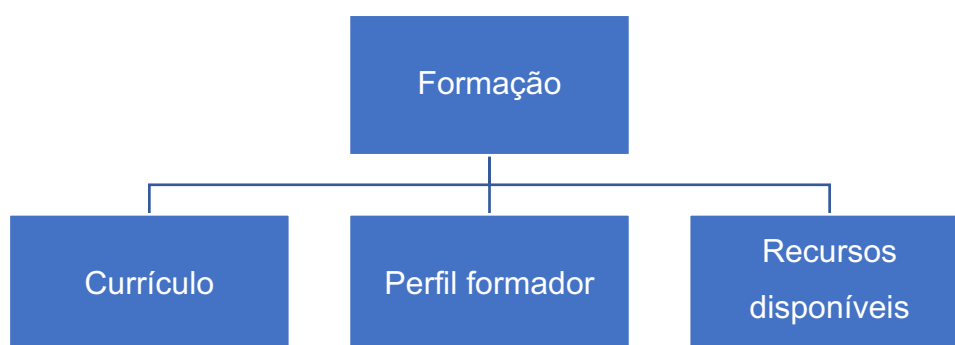 Formação
Currículo
Perfil formador
Recursos
disponíveis